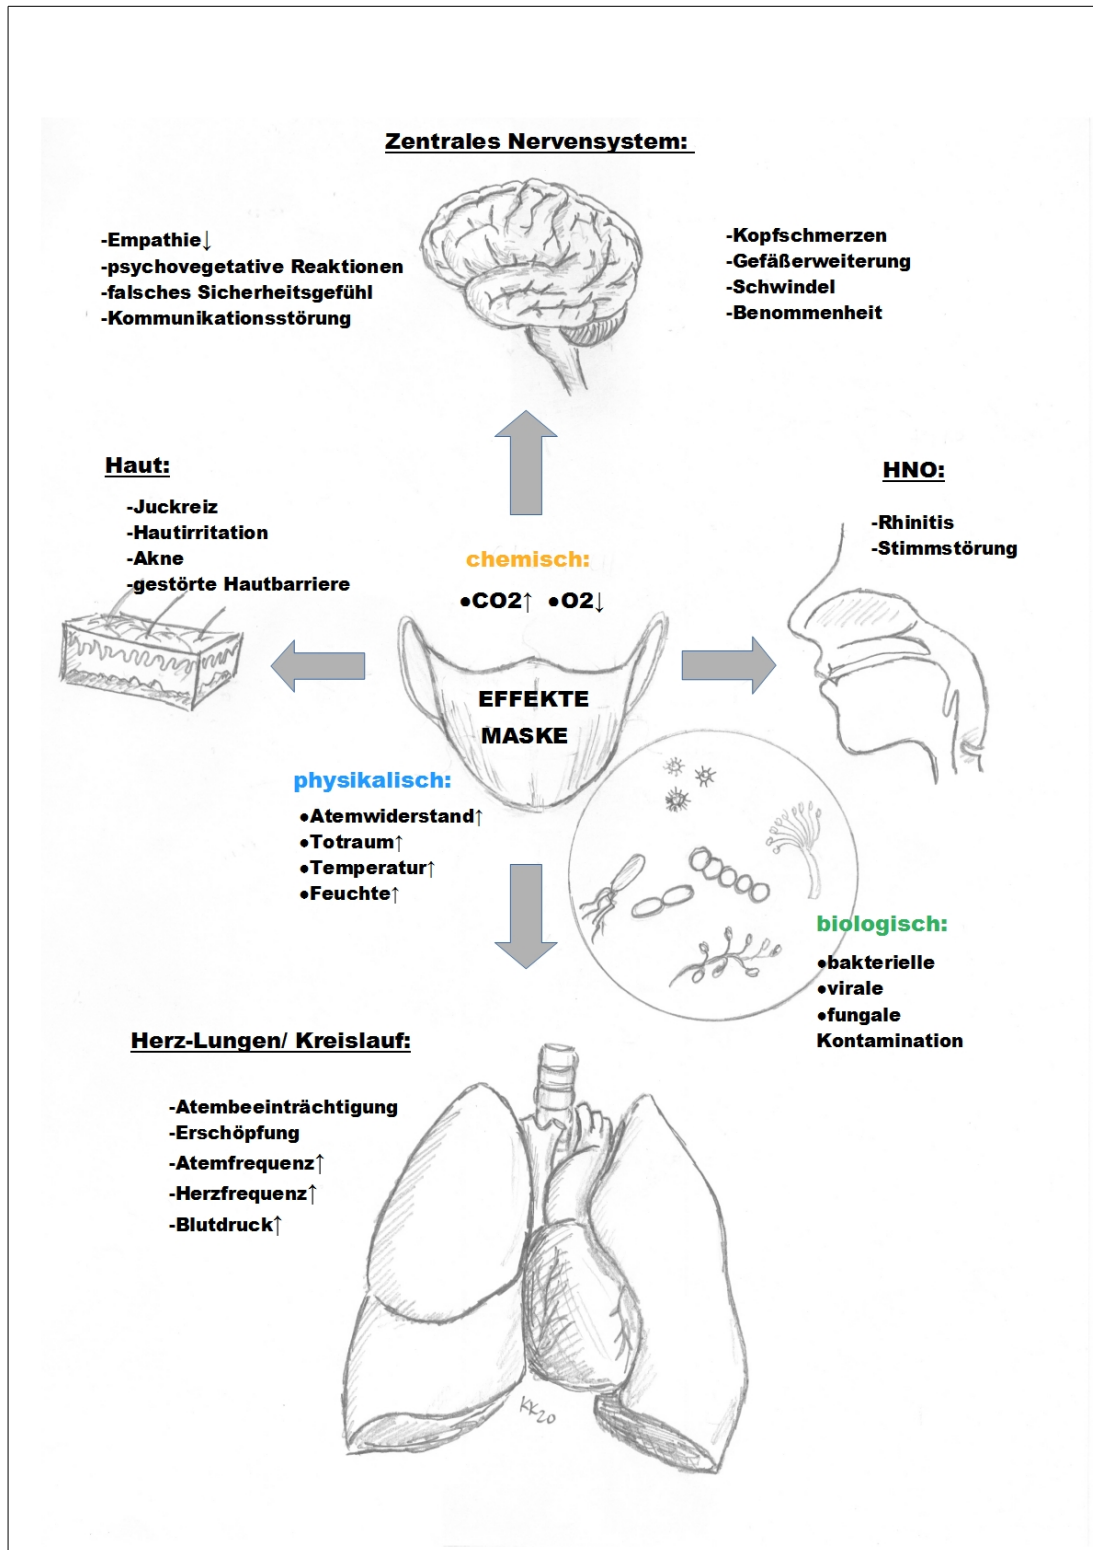 Zentrales Nervensystem:
-Empathie↓
-psychovegetative Reaktionen
-falsches Sicherheitsgefühl
-Kommunikationsstörung
-Kopfschmerzen
-Gefäßerweiterung
-Schwindel
-Benommenheit
Haut:
-Juckreiz
-Hautirritation
-Akne
-gestörte Hautbarriere
HNO:
-Rhinitis
-Stimmstörung
chemisch:
●CO2↑ ●O2↓
EFFEKTE
MASKE
physikalisch:
●Atemwiderstand↑
●Totraum↑
●Temperatur↑
●Feuchte↑
biologisch:
●bakterielle
●virale
●fungale
Kontamination
Herz-Lungen/ Kreislauf:
-Atembeeinträchtigung
-Erschöpfung
-Atemfrequenz↑
-Herzfrequenz↑
-Blutdruck↑
KK20